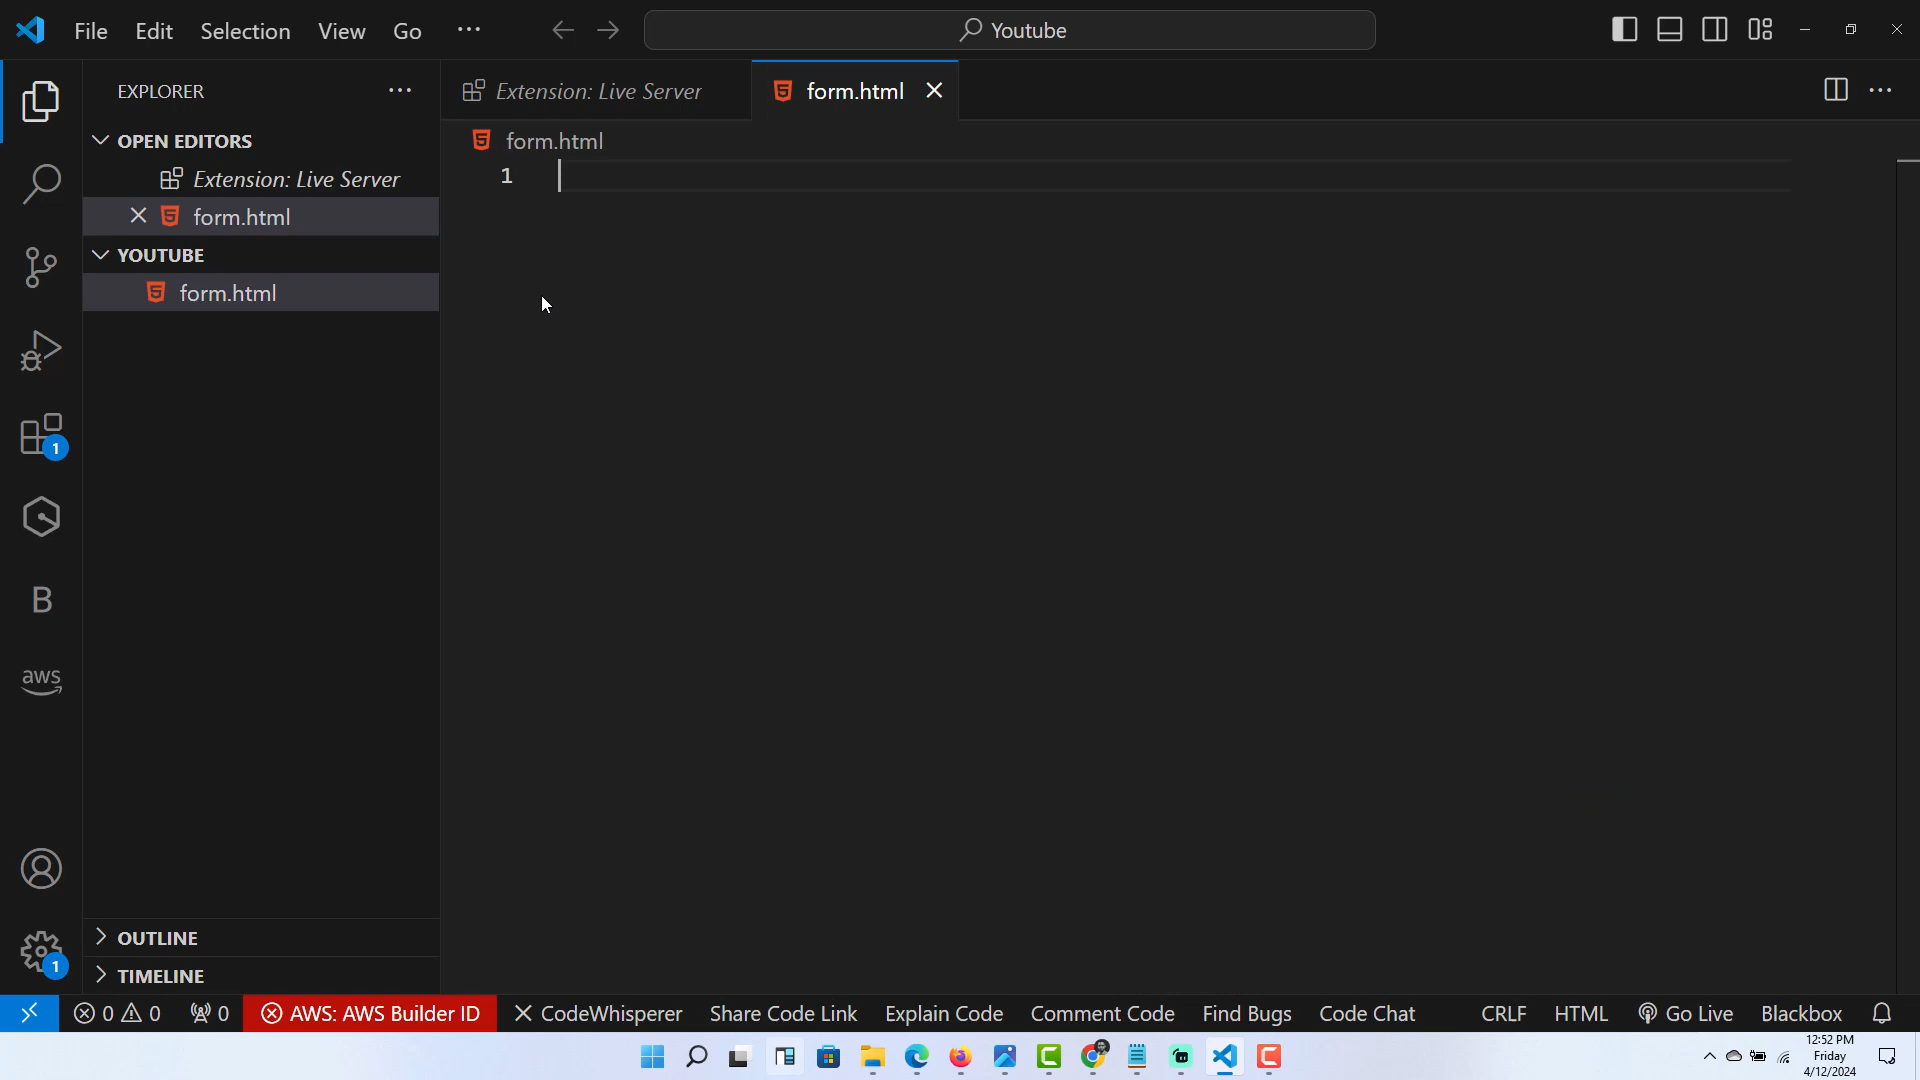 File Edit Selection View Go ···
Youtube
EXPLORER ···
Extension: Live Server
form.html
OPEN EDITORS
Extension: Live Server
form.html
YOUTUBE
form.html
form.html
1
1
B
aws
1
OUTLINE
TIMELINE
0 0 0 AWS: AWS Builder ID CodeWhisperer Share Code Link Explain Code Comment Code Find Bugs Code Chat CRLF HTML Go Live Blackbox
12:52 PM
Friday
4/12/2024